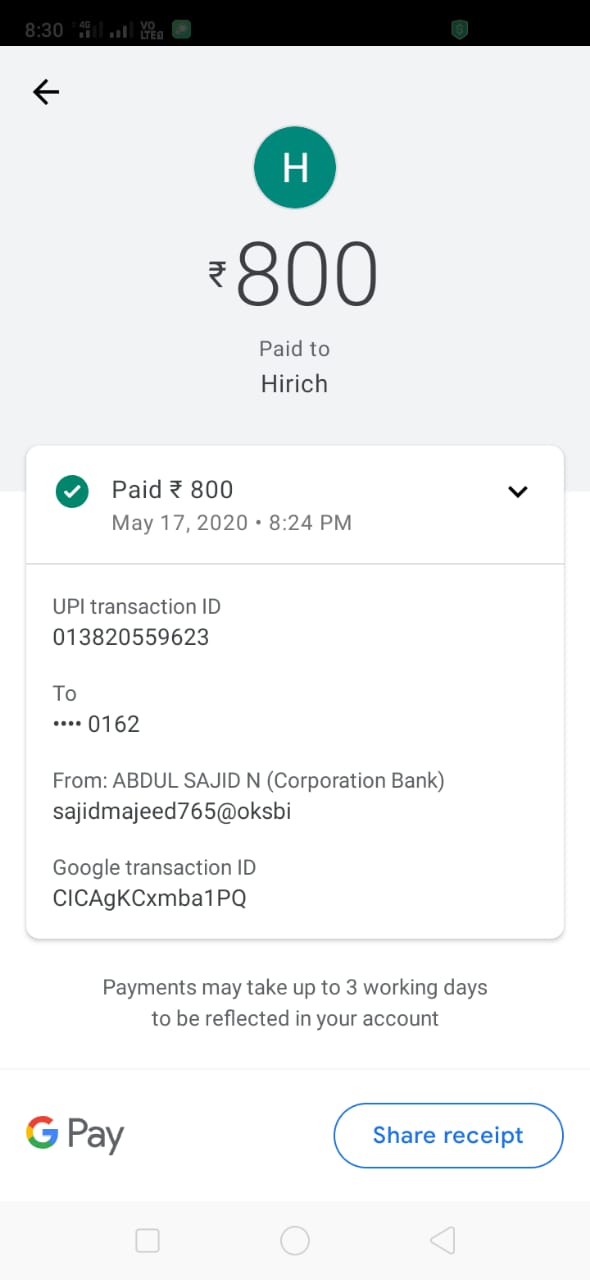 8:30 4G VO LTE
H
₹800
Paid to
Hirich
Paid ₹ 800
May 17, 2020 • 8:24 PM
UPI transaction ID
013820559623
To
•••• 0162
From: ABDUL SAJID N (Corporation Bank)
sajidmajeed765@oksbi
Google transaction ID
CICAgKCxmba1PQ
Payments may take up to 3 working days
to be reflected in your account
G Pay
Share receipt